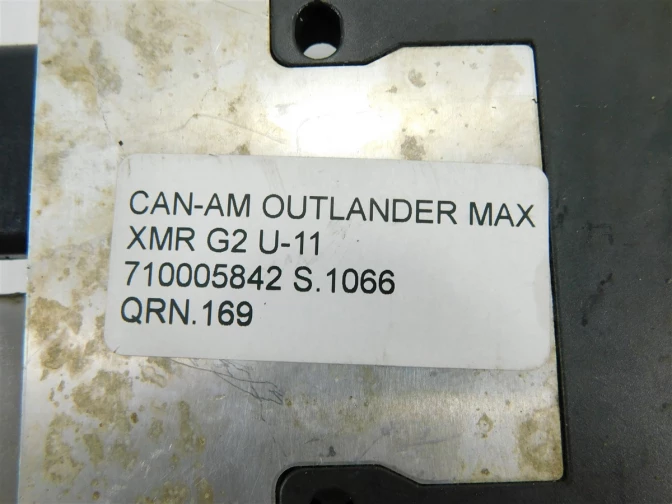 CAN-AM OUTLANDER MAX
XMR G2 U-11
710005842 S.1066
QRN.169